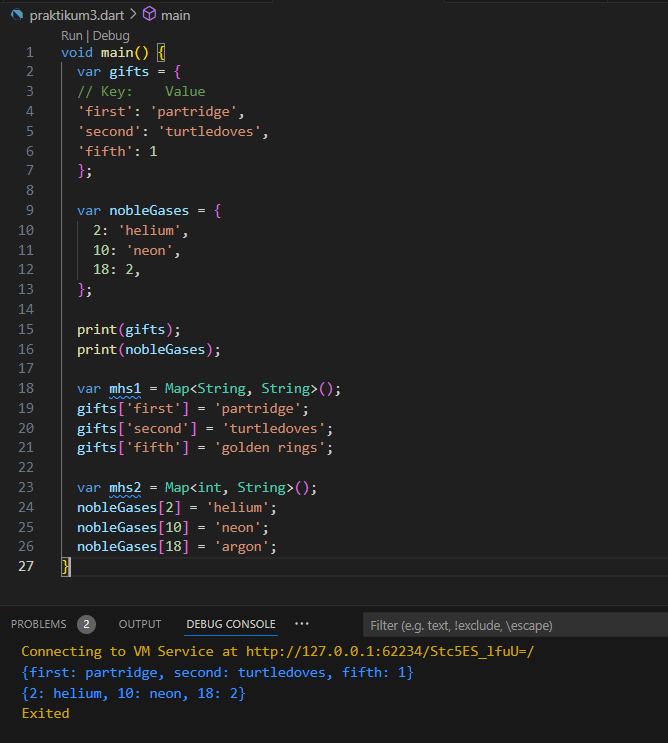 praktikum3.dart > main
Run | Debug
1 void main() {
2 var gifts = {
3 // Key:    Value
4 'first': 'partridge',
5 'second': 'turtledoves',
6 'fifth': 1
7 };
8
9 var nobleGases = {
10 2: 'helium',
11 10: 'neon',
12 18: 2,
13 };
14
15 print(gifts);
16 print(nobleGases);
17
18 var mhs1 = Map<String, String>();
19 gifts['first'] = 'partridge';
20 gifts['second'] = 'turtledoves';
21 gifts['fifth'] = 'golden rings';
22
23 var mhs2 = Map<int, String>();
24 nobleGases[2] = 'helium';
25 nobleGases[10] = 'neon';
26 nobleGases[18] = 'argon';
27 }
PROBLEMS 2 OUTPUT DEBUG CONSOLE ··· Filter (e.g. text, !exclude, \escape)
Connecting to VM Service at http://127.0.0.1:62234/Stc5ES_lfuU=/
{first: partridge, second: turtledoves, fifth: 1}
{2: helium, 10: neon, 18: 2}
Exited